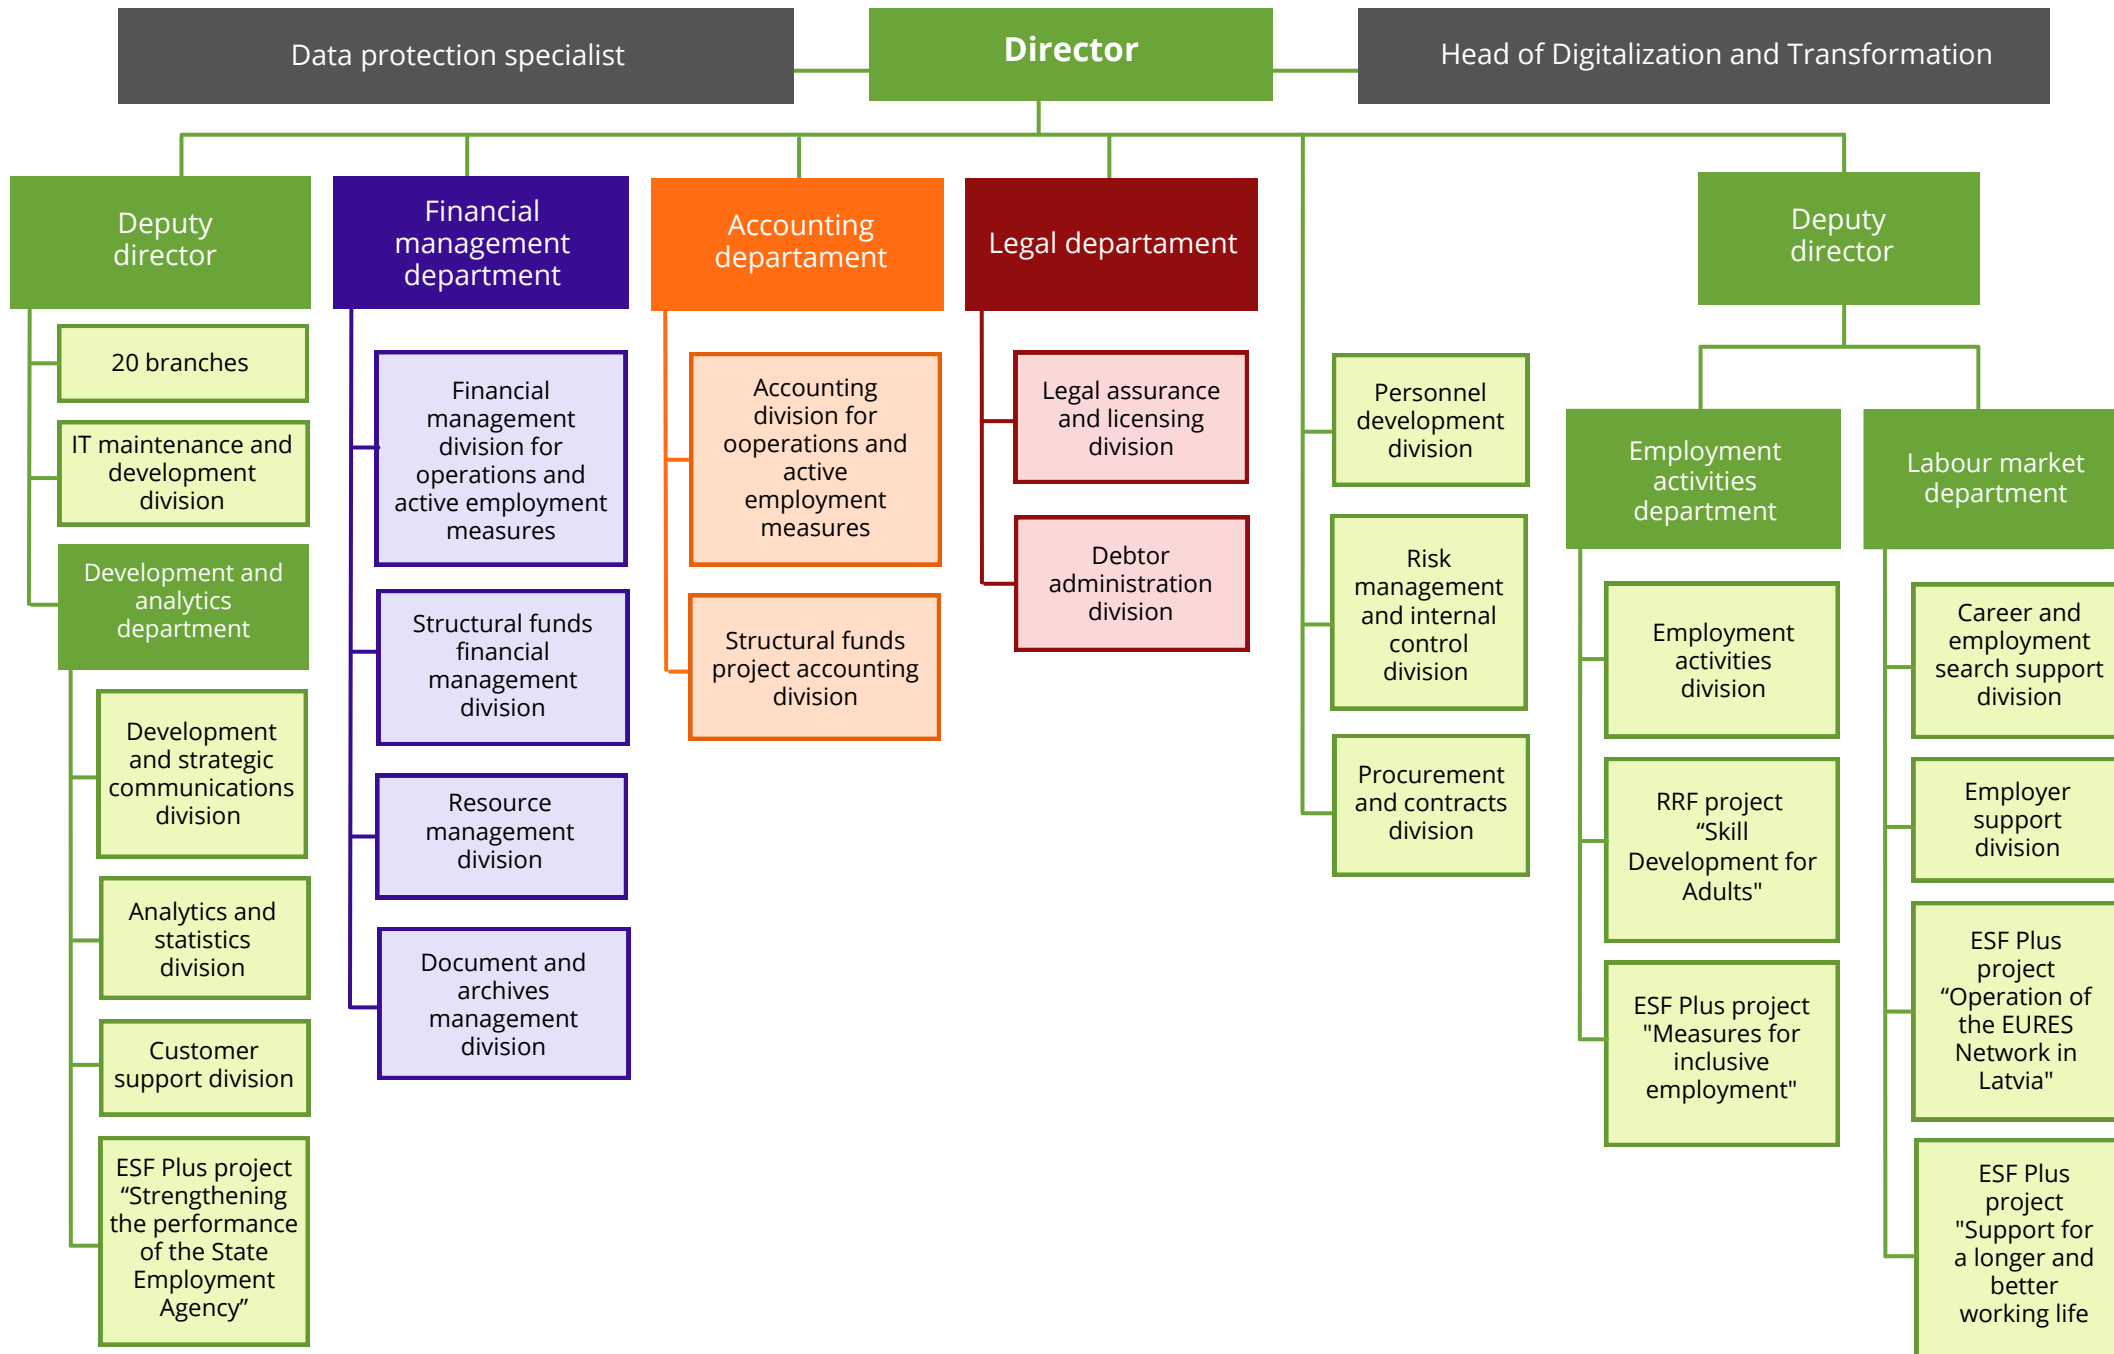 Data protection specialist
Director
Head of Digitalization and Transformation
Deputy
director
20 branches
IT maintenance and
development
division
Development and
analytics
department
Development
and strategic
communications
division
Analytics and
statistics
division
Customer
support division
ESF Plus project
“Strengthening
the performance
of the State
Employment
Agency”
Financial
management
department
Financial
management
division for
operations and
active employment
measures
Structural funds
financial
management
division
Resource
management
division
Document and
archives
management
division
Accounting
departament
Accounting
division for
ooperations and
active
employment
measures
Structural funds
project accounting
division
Legal departament
Legal assurance
and licensing
division
Debtor
administration
division
Personnel
development
division
Risk
management
and internal
control
division
Procurement
and contracts
division
Deputy
director
Employment
activities
department
Employment
activities
division
RRF project
“Skill
Development for
Adults"
ESF Plus project
"Measures for
inclusive
employment"
Labour market
department
Career and
employment
search support
division
Employer
support
division
ESF Plus
project
“Operation of
the EURES
Network in
Latvia"
ESF Plus
project
"Support for
a longer and
better
working life